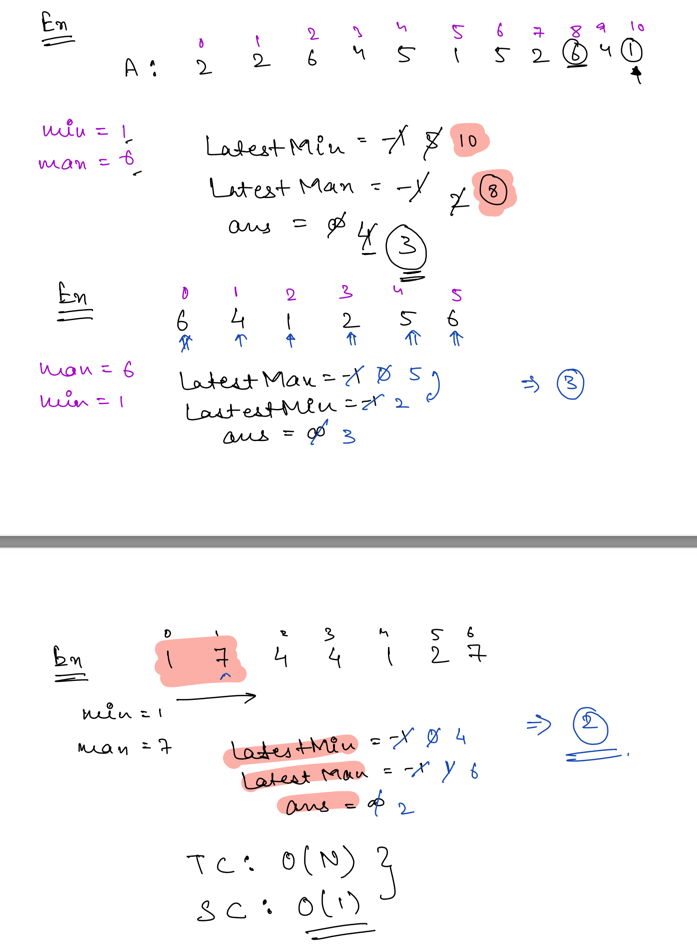 Ex
0 1 2 3 4 5 6 7 8 9 10
A : 2 2 6 4 5 1 5 2 6 4 1
min = 1
max = 6
Latest Min = -1 5 10
Latest Max = -1 2 8
ans = ∞ 4 3
Ex
0 1 2 3 4 5
6 4 1 2 5 6
max = 6
min = 1
Latest Max = -1 0 5
LastestMin = -1 2
ans = ∞ 3
⇒ 3
0 1 2 3 4 5 6
Ex 1 7 4 4 1 2 7
min = 1
max = 7
LatestMin = -1 0 4
Latest Max = -1 1 6
ans = ∞ 2
⇒ 2
TC : O(N)
SC : O(1)